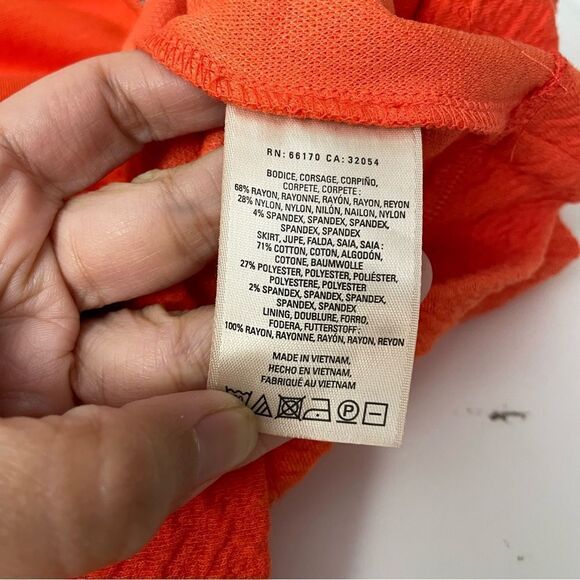 RN: 66170 CA: 32054
BODICE, CORSAGE, CORPIÑO,
CORPETE, CORPETE :
68% RAYON, RAYONNE, RAYÓN, RAYON, REYON
28% NYLON, NYLON, NILÓN, NAILON, NYLON
4% SPANDEX, SPANDEX, SPANDEX,
SPANDEX, SPANDEX
SKIRT, JUPE, FALDA, SAIA, SAIA :
71% COTTON, COTON, ALGODÓN,
COTONE, BAUMWOLLE
27% POLYESTER, POLYESTER, POLIÉSTER,
POLYESTERE, POLYESTER
2% SPANDEX, SPANDEX, SPANDEX,
SPANDEX, SPANDEX
LINING, DOUBLURE, FORRO,
FODERA, FUTTERSTOFF :
100% RAYON, RAYONNE, RAYÓN, RAYON, REYON
MADE IN VIETNAM,
HECHO EN VIETNAM,
FABRIQUÉ AU VIETNAM
P